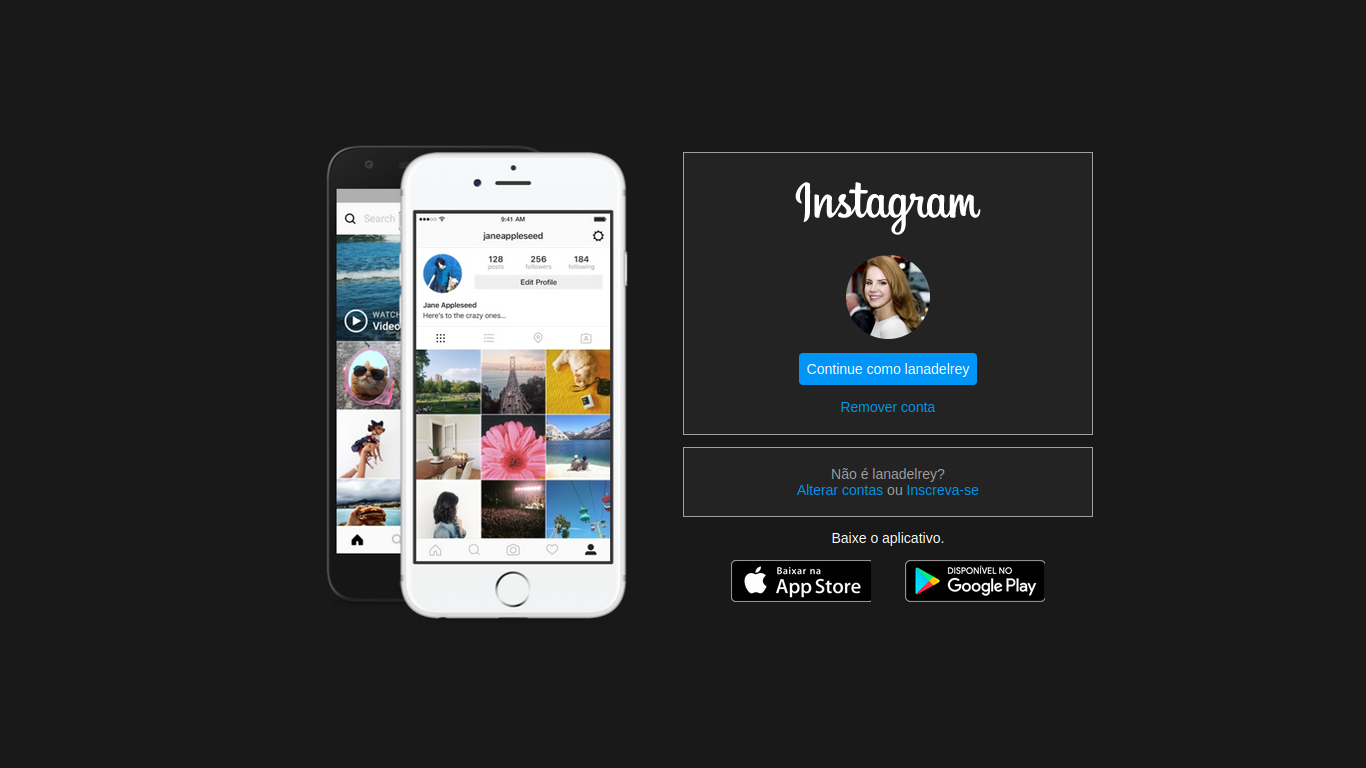 Search
WATCH
Video
9:41 AM
janeappleseed
128
256
184
posts
followers
following
Edit Profile
Jane Appleseed
Here's to the crazy ones...
Instagram
Continue como lanadelrey
Remover conta
Não é lanadelrey?
Alterar contas ou Inscreva-se
Baixe o aplicativo.
Baixar na
App Store
DISPONÍVEL NO
Google Play